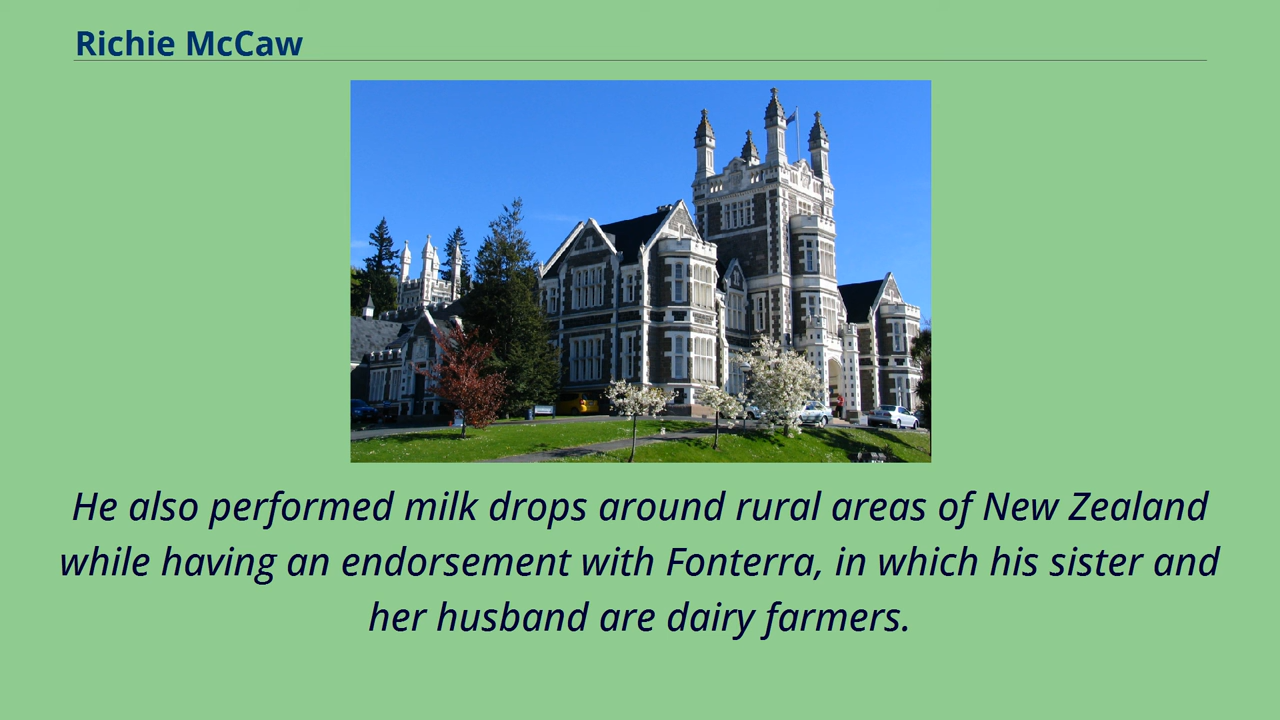 Richie McCaw
He also performed milk drops around rural areas of New Zealand
while having an endorsement with Fonterra, in which his sister and
her husband are dairy farmers.